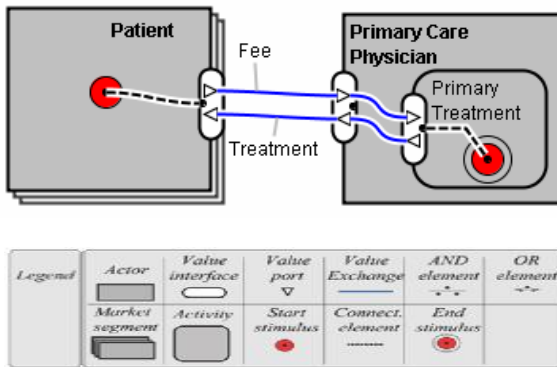 Patient
Primary Care
Physician
Fee
Primary
Treatment
Treatment
Legend
Actor
Value
interface
Value
port
Value
Exchange
AND
element
OR
element
Market
segment
Activity
Start
stimulus
Connect.
element
End
stimulus